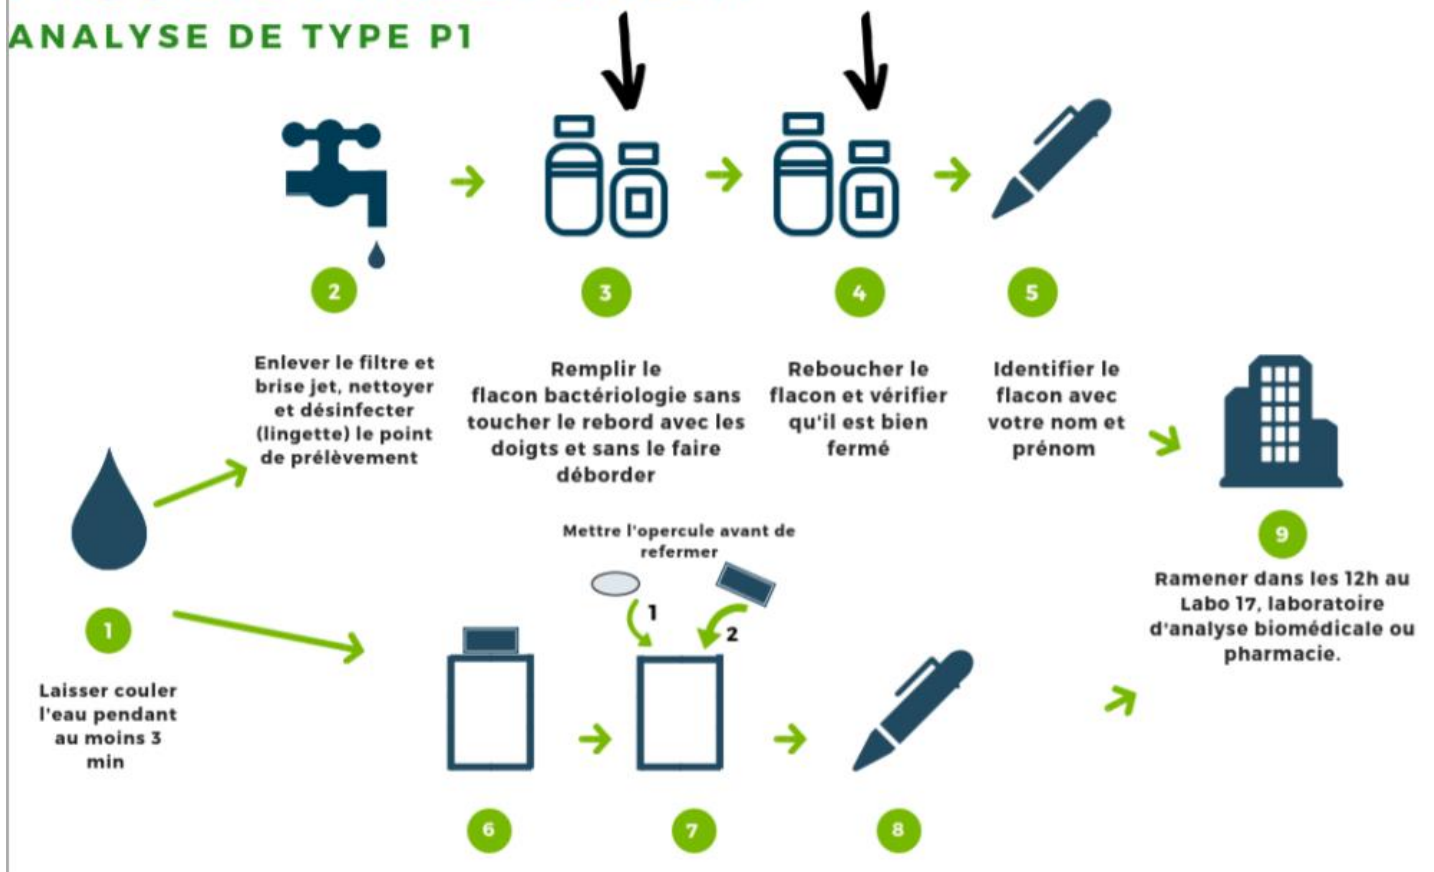 ANALYSE DE TYPE P1
2
Enlever le filtre et
brise jet, nettoyer
et désinfecter
(lingette) le point
de prélèvement
3
Remplir le
flacon bactériologie sans
toucher le rebord avec les
doigts et sans le faire
déborder
4
Reboucher le
flacon et vérifier
qu'il est bien
fermé
5
Identifier le
flacon avec
votre nom et
prénom
1
Laisser couler
l'eau pendant
au moins 3
min
Mettre l'opercule avant de
refermer
1
2
6
7
8
9
Ramener dans les 12h au
Labo 17, laboratoire
d'analyse biomédicale ou
pharmacie.